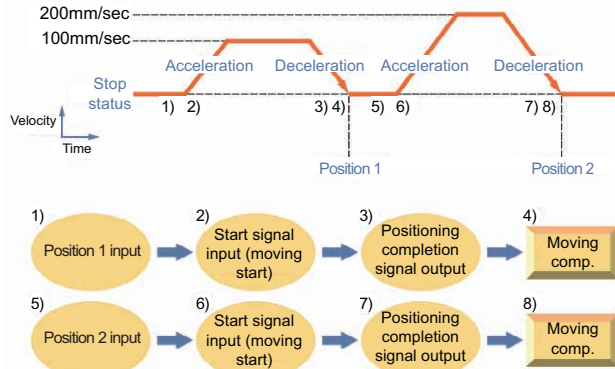 200mm/sec
100mm/sec
Acceleration Deceleration Acceleration Deceleration
Stop
status
1) 2) 3) 4) 5) 6) 7) 8)
Velocity
Time
Position 1 Position 2
1) 2) 3) 4)
Position 1 input
Start signal
input (moving
start)
Positioning
completion
signal output
Moving
comp.
5) 6) 7) 8)
Position 2 input
Start signal
input (moving
start)
Positioning
completion
signal output
Moving
comp.